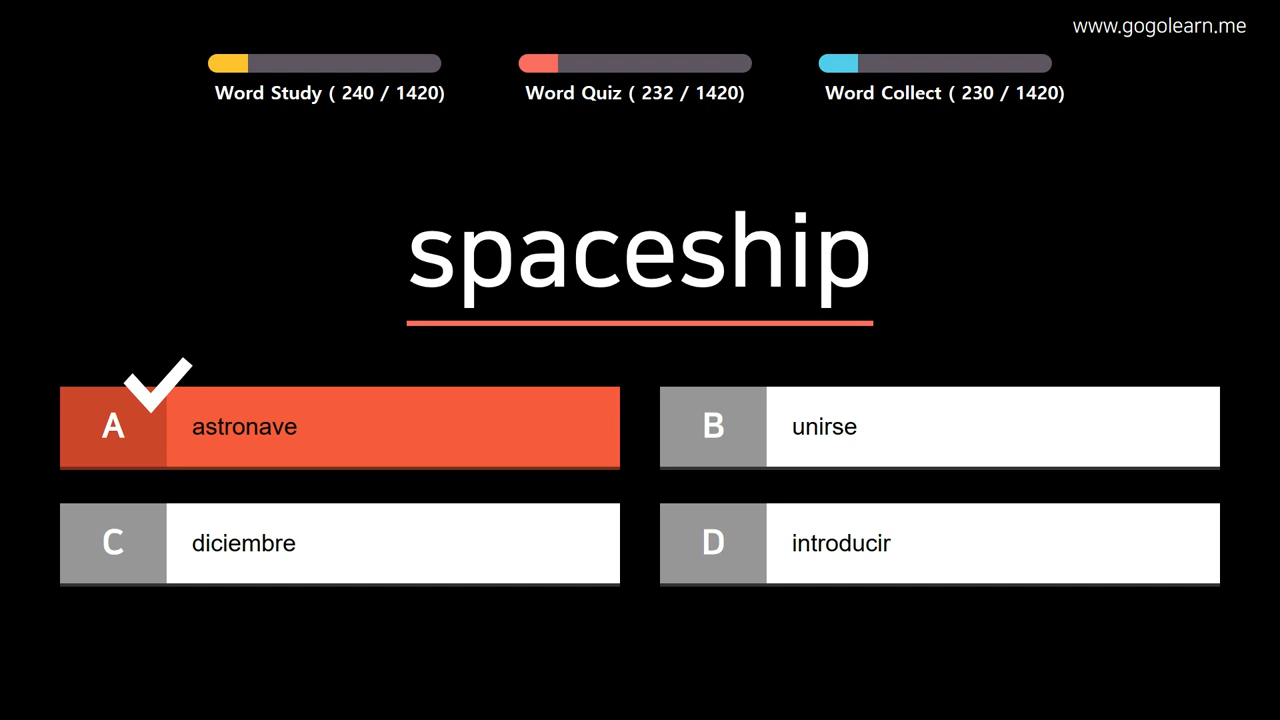 www.gogolearn.me
Word Study ( 240 / 1420)
Word Quiz ( 232 / 1420)
Word Collect ( 230 / 1420)
spaceship
A astronave
B unirse
C diciembre
D introducir